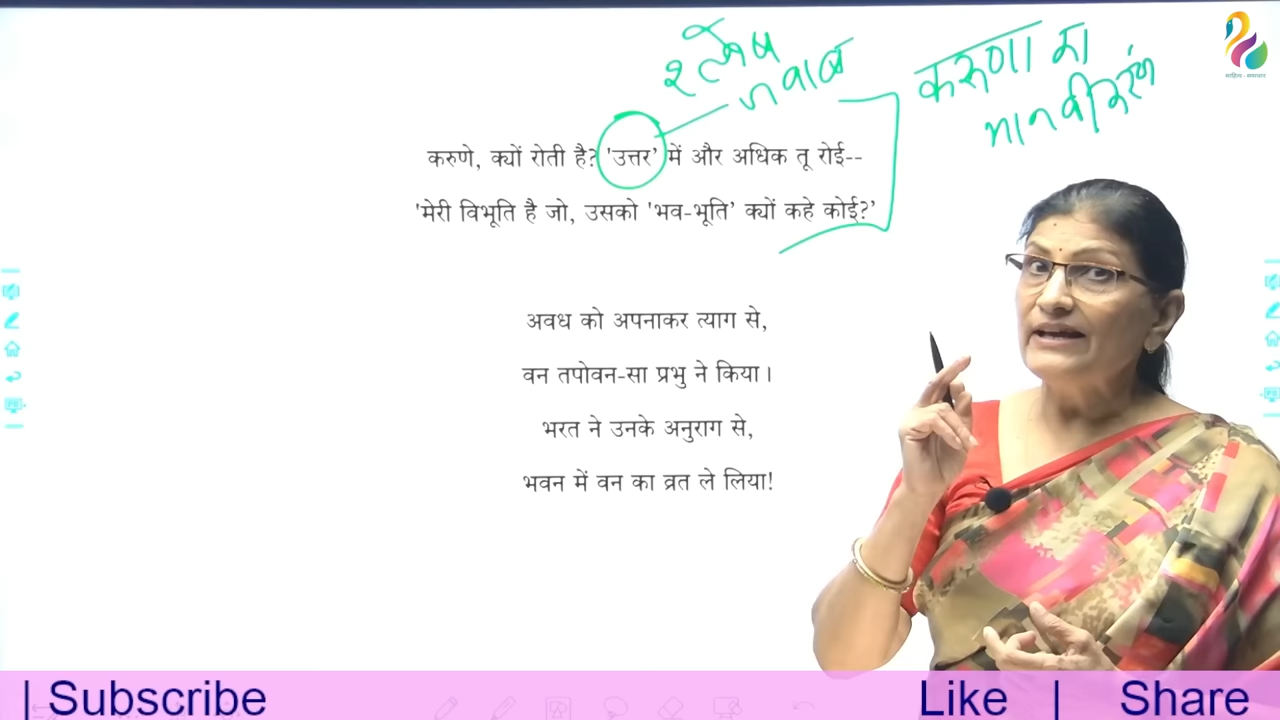 श्लेष
जवाब
करुणा का
मानवीकरण
साहित्य - समाधार
करुणे, क्यों रोती है? 'उत्तर' में और अधिक तू रोई--
'मेरी विभूति है जो, उसको 'भव-भूति' क्यों कहे कोई?'
अवध को अपनाकर त्याग से,
वन तपोवन-सा प्रभु ने किया।
भरत ने उनके अनुराग से,
भवन में वन का व्रत ले लिया!
| Subscribe Like | Share